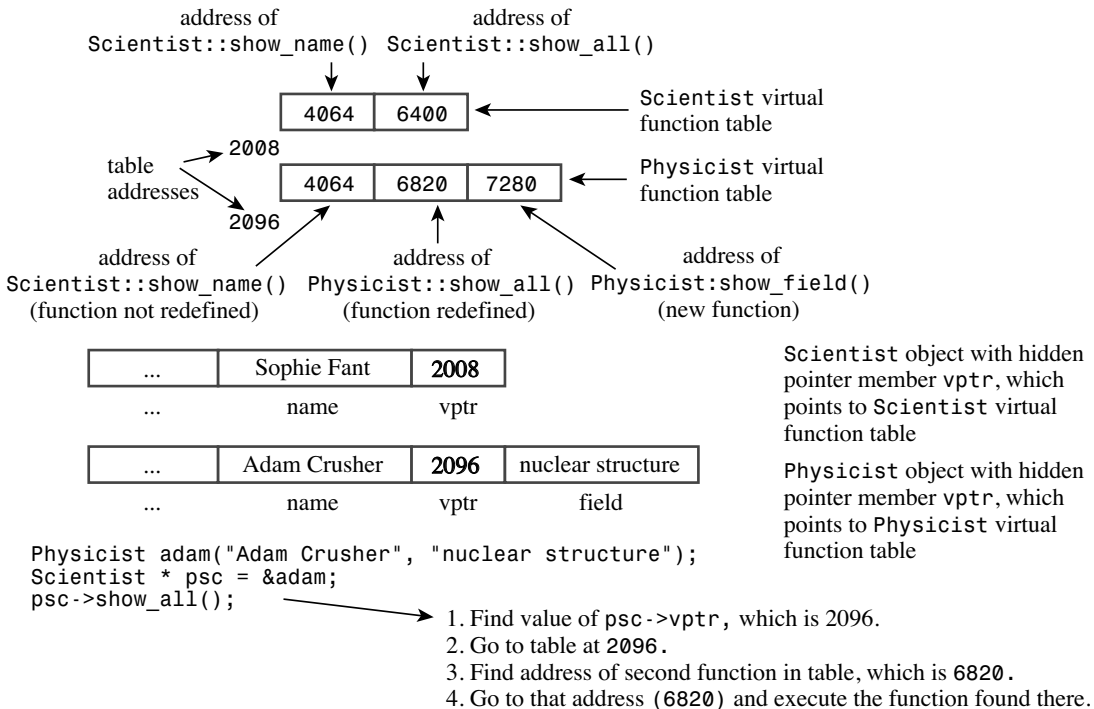 address of
Scientist::show_name()
Scientist::show_all()
4064 6400
Scientist virtual
function table
2008
table
addresses
4064 6820 7280
Physicist virtual
function table
2096
address of
Scientist::show_name()
(function not redefined)
address of
Physicist::show_all()
(function redefined)
address of
Physicist:show_field()
(new function)
... Sophie Fant 2008
... name vptr
Scientist object with hidden
pointer member vptr, which
points to Scientist virtual
function table
... Adam Crusher 2096 nuclear structure
... name vptr field
Physicist object with hidden
pointer member vptr, which
points to Physicist virtual
function table
Physicist adam("Adam Crusher", "nuclear structure");
Scientist * psc = &adam;
psc->show_all();
1. Find value of psc->vptr, which is 2096.
2. Go to table at 2096.
3. Find address of second function in table, which is 6820.
4. Go to that address (6820) and execute the function found there.